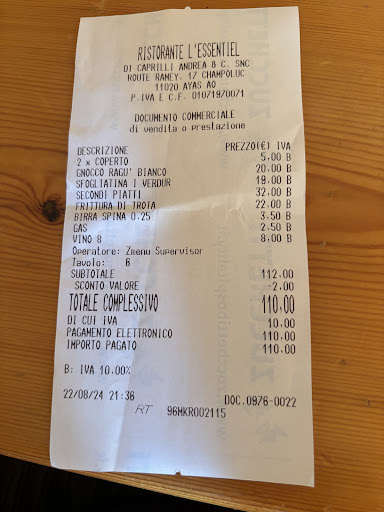 RISTORANTE L'ESSENTIEL
DI CAPRILLI ANDREA & C. SNC
ROUTE RAMEY, 17 CHAMPOLUC
11020 AYAS AO
P.IVA E C.F. 010719/00/1
DOCUMENTO COMMERCIALE
di vendita o prestazione
DESCRIZIONE PREZZO(€) IVA
2 x COPERTO 5,00 B
GNOCCO RAGU' BIANCO 20,00 B
SFOGLIATINA I VERDUR 19,00 B
SECONDI PIATTI 32,00 B
FRITTURA DI TROTA 22,00 B
BIRRA SPINA 0.25 3,50 B
GAS 2,50 B
VINO 8 8,00 B
Operatore: Zmenu Supervisor
Tavolo: 6
SUBTOTALE 112,00
SCONTO VALORE -2,00
TOTALE COMPLESSIVO 110,00
DI CUI IVA 10,00
PAGAMENTO ELETTRONICO 110,00
IMPORTO PAGATO 110,00
B: IVA 10,00%
22/08/24 21:36 DOC.0976-0022
RT 96MKR002115